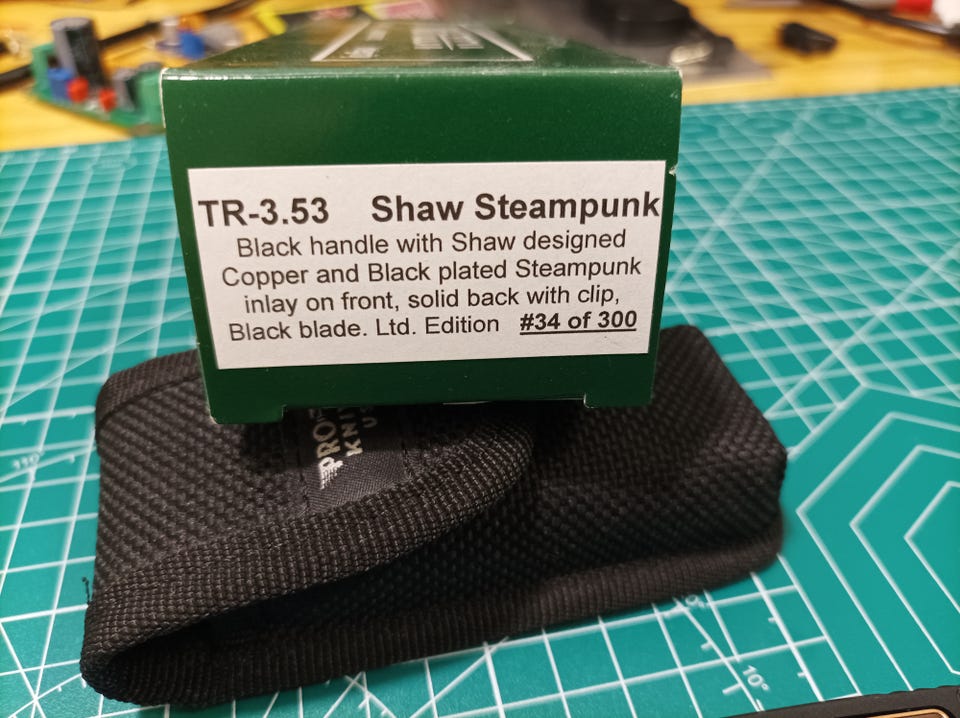 TR-3.53 Shaw Steampunk
Black handle with Shaw designed
Copper and Black plated Steampunk
inlay on front, solid back with clip,
Black blade. Ltd. Edition #34 of 300
10°